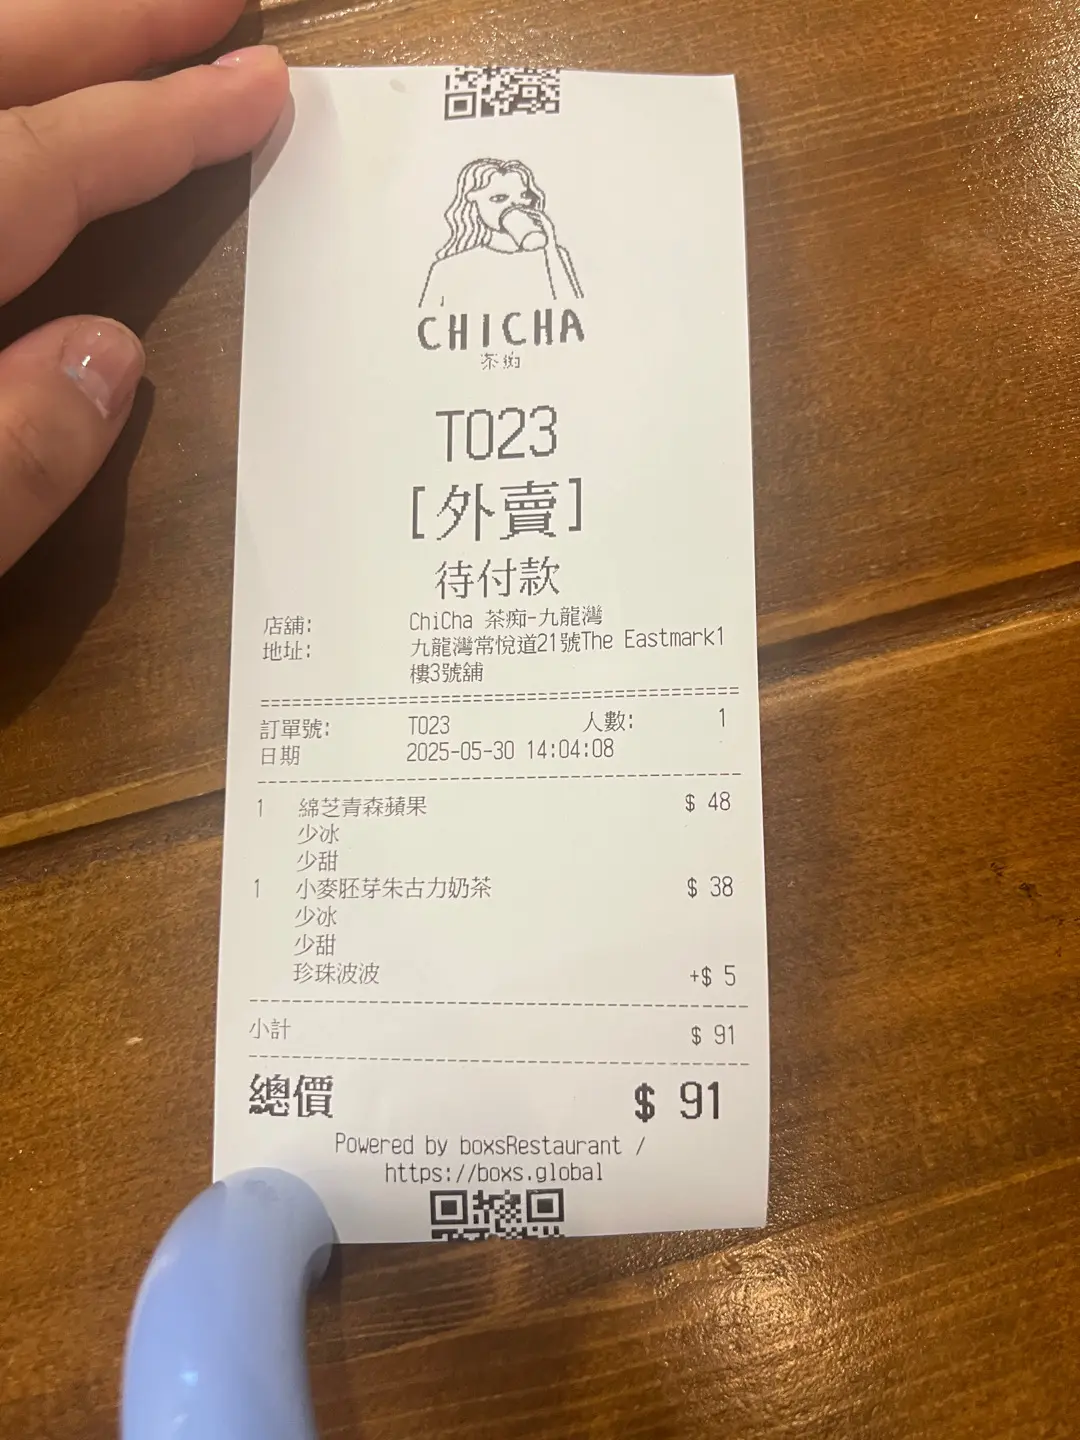 CHICHA
茶痴
T023
[外賣]
待付款
店舖: ChiCha 茶痴-九龍灣
地址: 九龍灣常悅道21號The Eastmark1
樓3號舖
訂單號: T023 人數: 1
日期 2025-05-30 14:04:08
1 綿芝青森蘋果 $ 48
少冰
少甜
1 小麥胚芽朱古力奶茶 $ 38
少冰
少甜
珍珠波波 +$ 5
小計 $ 91
總價 $ 91
Powered by boxsRestaurant /
https://boxs.global